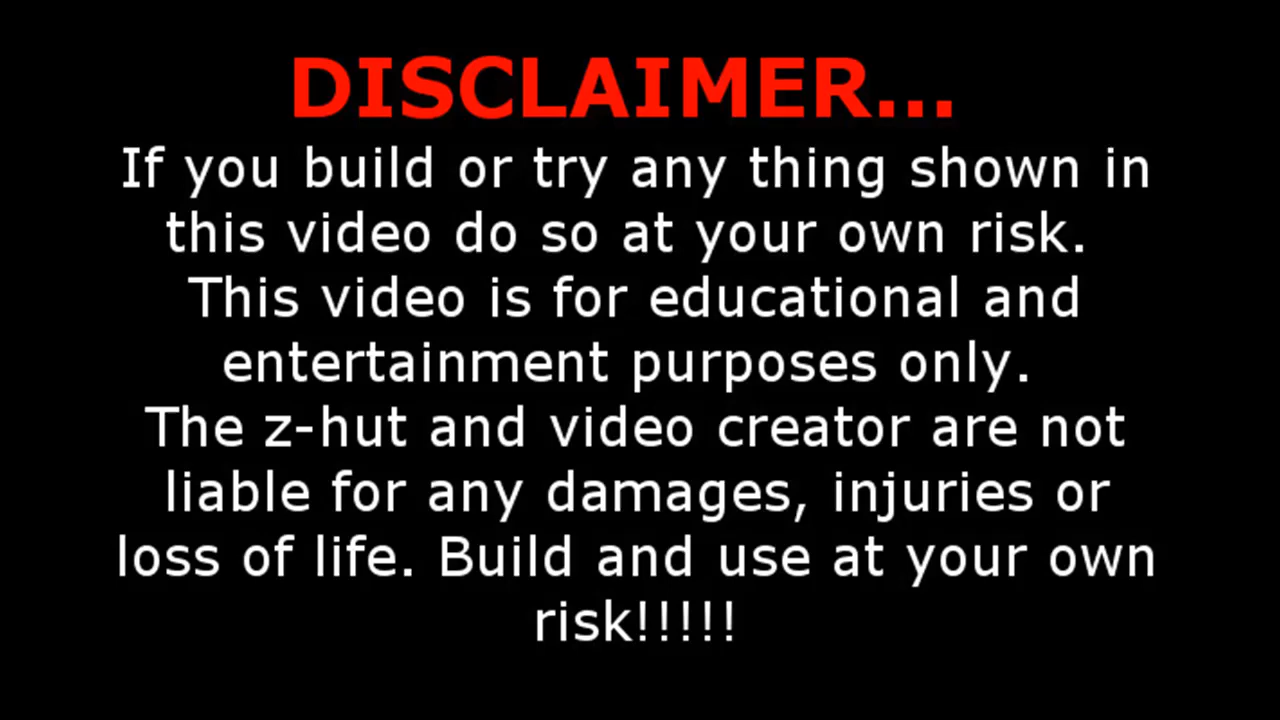 DISCLAIMER...
If you build or try any thing shown in
this video do so at your own risk.
This video is for educational and
entertainment purposes only.
The z-hut and video creator are not
liable for any damages, injuries or
loss of life. Build and use at your own
risk!!!!!